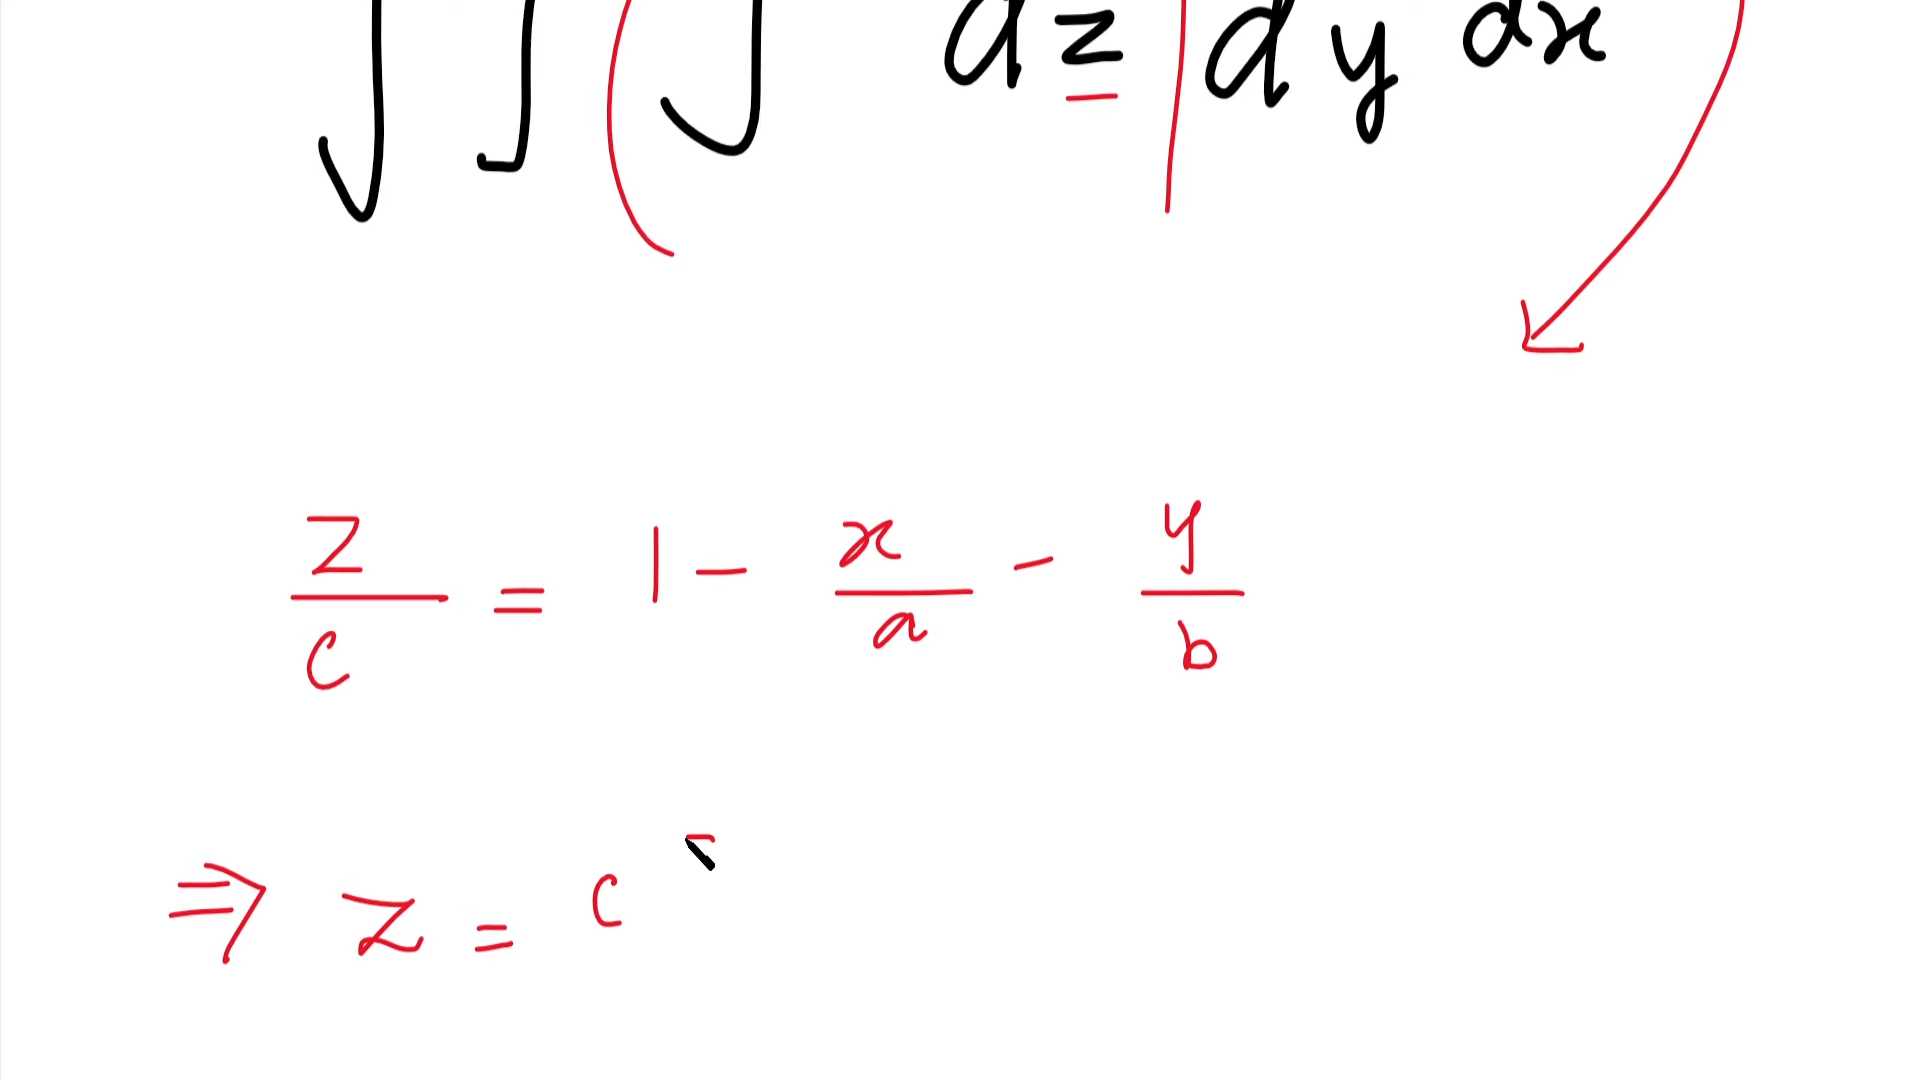 ∫ ∫ ( ∫ dz ) dy dx
z/c = 1 - x/a - y/b
⇒ z = c